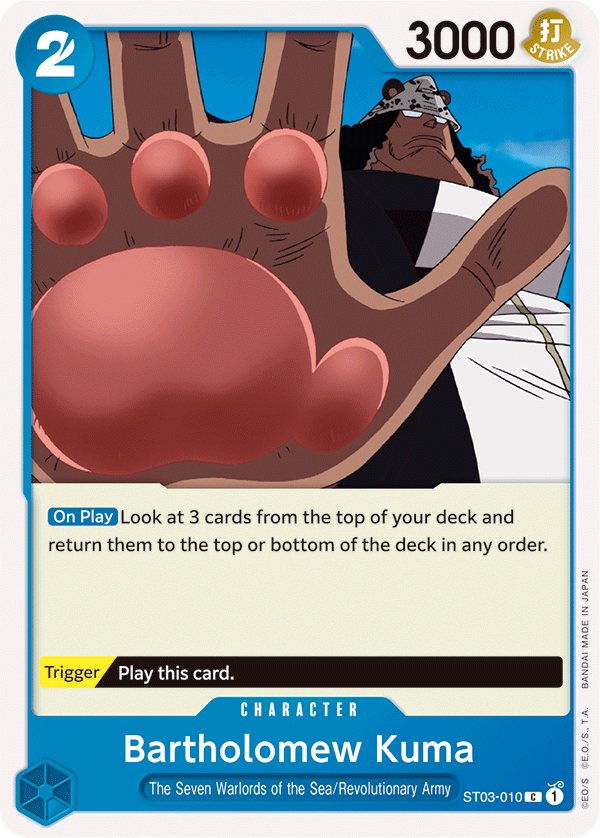 2
3000
打
STRIKE
On Play Look at 3 cards from the top of your deck and
return them to the top or bottom of the deck in any order.
Trigger Play this card.
CHARACTER
Bartholomew Kuma
The Seven Warlords of the Sea/Revolutionary Army
ST03-010 C 1
©E.O/S ©E.O./S., T.A. BANDAI MADE IN JAPAN